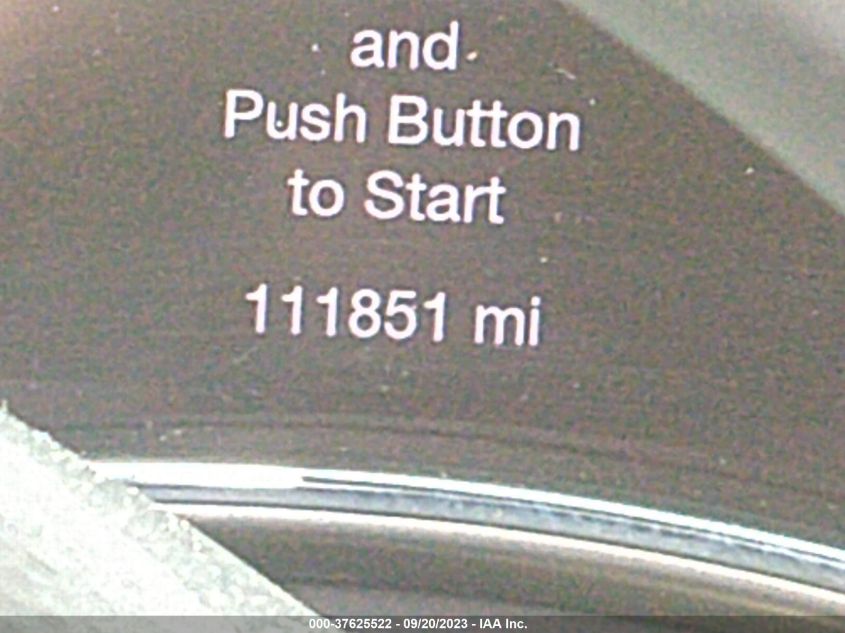 and
Push Button
to Start
111851 mi
000-37625522 - 09/20/2023 - IAA Inc.